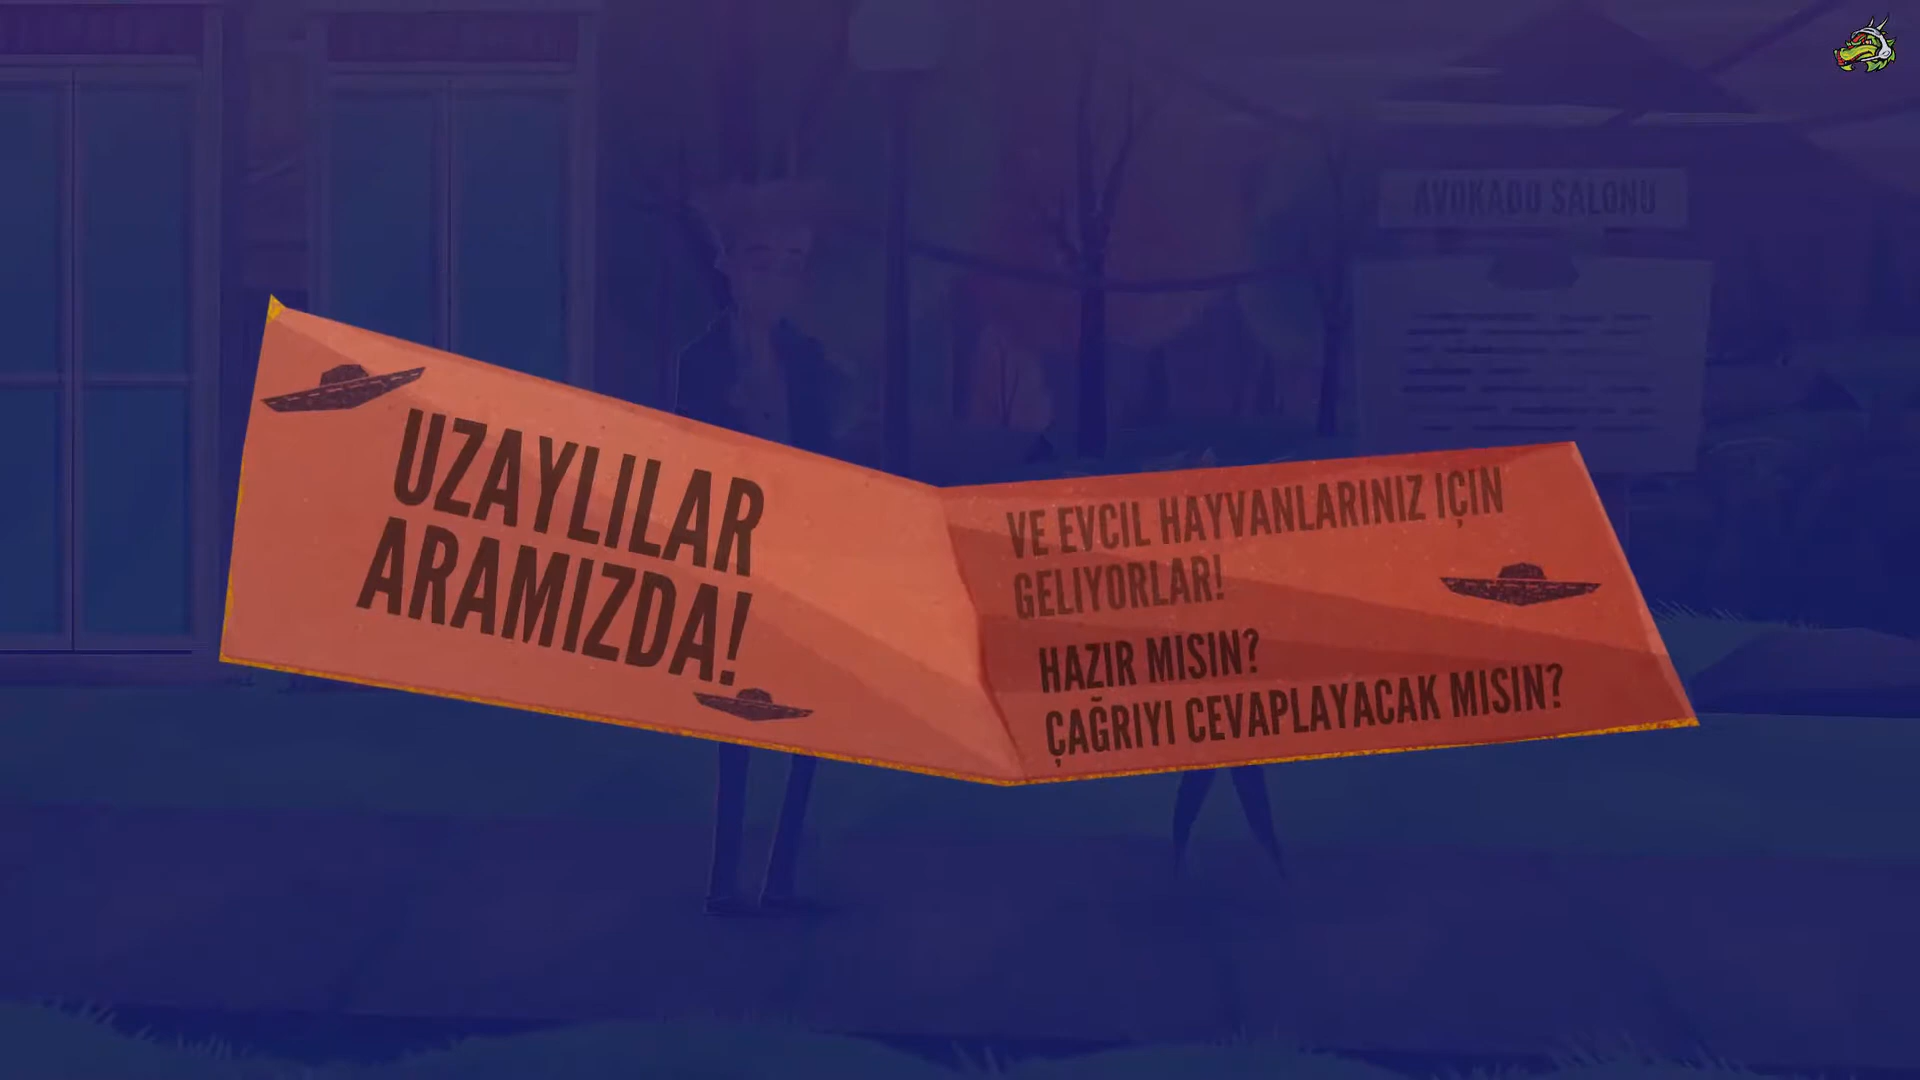 AVOKADO SALONU
UZAYLILAR
ARAMIZDA!
VE EVCIL HAYVANLARINIZ IÇIN
GELIYORLAR!
HAZIR MISIN?
ÇAĞRIYI CEVAPLAYACAK MISIN?